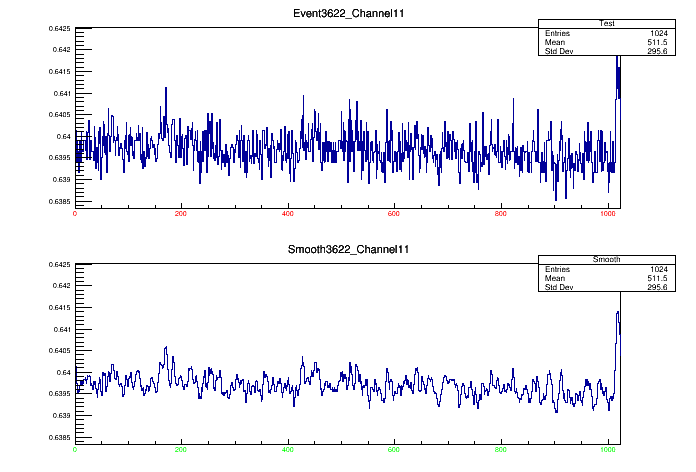 Event3622_Channel11
Test
Entries 1024
Mean 511.5
Std Dev 295.6
0.6425
0.642
0.6415
0.641
0.6405
0.64
0.6395
0.639
0.6385
0 200 400 600 800 1000
Smooth3622_Channel11
Smooth
Entries 1024
Mean 511.5
Std Dev 295.6
0.6425
0.642
0.6415
0.641
0.6405
0.64
0.6395
0.639
0.6385
0 200 400 600 800 1000